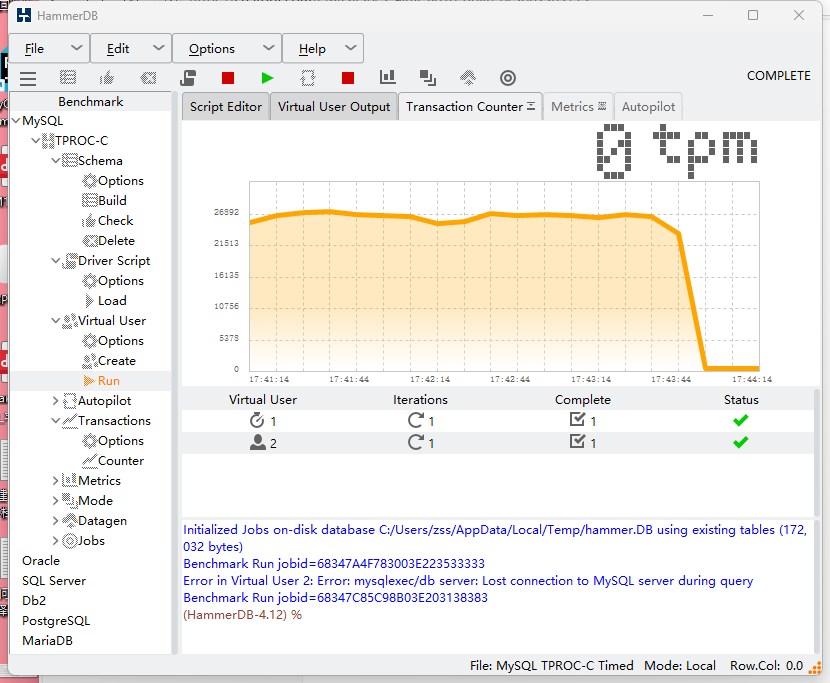 HammerDB
File Edit Options Help
COMPLETE
Benchmark
MySQL
TPROC-C
Schema
Options
Build
Check
Delete
Driver Script
Options
Load
Virtual User
Options
Create
Run
Autopilot
Transactions
Options
Counter
Metrics
Mode
Datagen
Jobs
Oracle
SQL Server
Db2
PostgreSQL
MariaDB
Script Editor Virtual User Output Transaction Counter Metrics Autopilot
0 tpm
26892
21513
16135
10756
5378
0
17:41:14 17:41:44 17:42:14 17:42:44 17:43:14 17:43:44 17:44:14
Virtual User Iterations Complete Status
1 1 1
2 1 1
Initialized Jobs on-disk database C:/Users/zss/AppData/Local/Temp/hammer.DB using existing tables (172,
032 bytes)
Benchmark Run jobid=68347A4F783003E223533333
Error in Virtual User 2: Error: mysqlexec/db server: Lost connection to MySQL server during query
Benchmark Run jobid=68347C85C98B03E203138383
(HammerDB-4.12) %
File: MySQL TPROC-C Timed Mode: Local Row.Col: 0.0